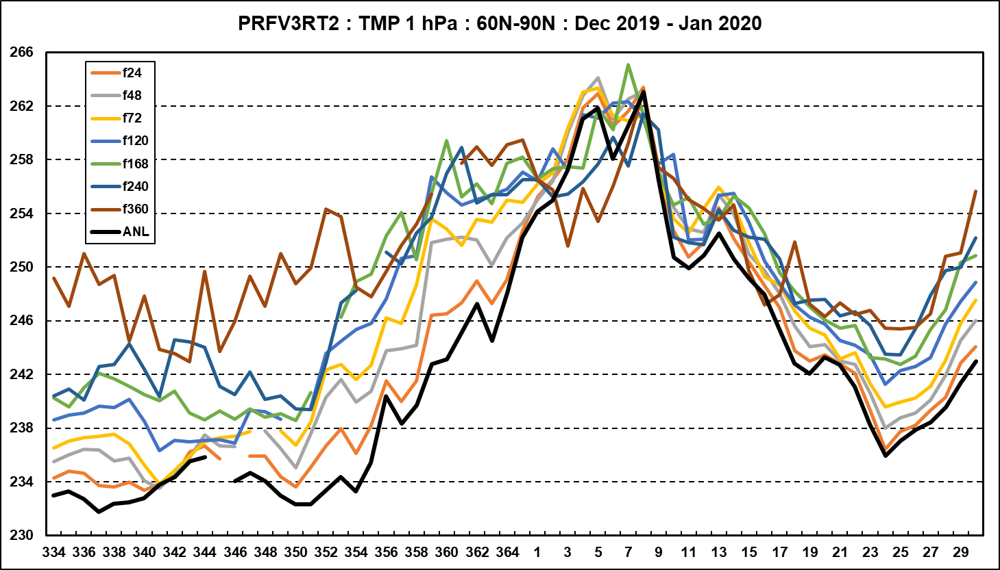 PRFV3RT2 : TMP 1 hPa : 60N-90N : Dec 2019 - Jan 2020
266
262
258
254
250
246
242
238
234
230
f24
f48
f72
f120
f168
f240
f360
ANL
334 336 338 340 342 344 346 348 350 352 354 356 358 360 362 364 1 3 5 7 9 11 13 15 17 19 21 23 25 27 29